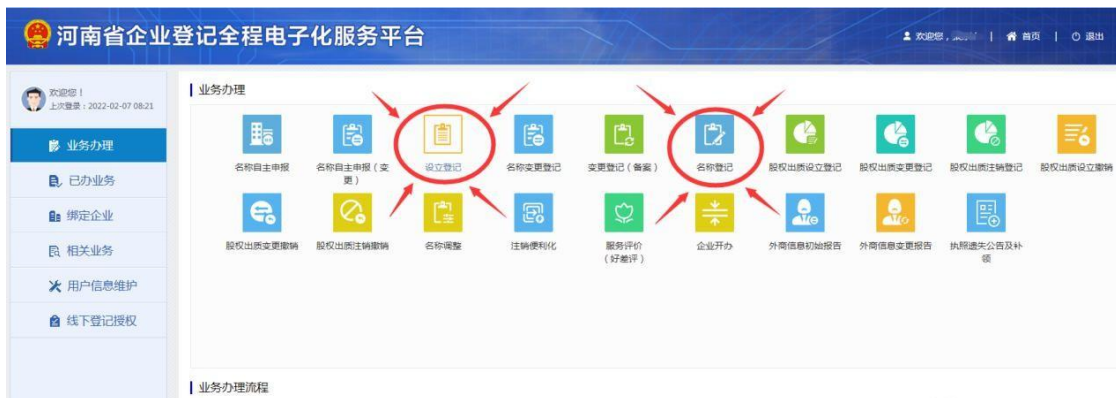 河南省企业登记全程电子化服务平台
欢迎您, | 首页 | 退出
欢迎您!
上次登录:2022-02-07 08:21
业务办理
已办业务
绑定企业
相关业务
用户信息维护
线下登记授权
业务办理
名称自主申报
名称自主申报(变
更)
设立登记
名称变更登记
变更登记(备案)
名称登记
股权出质设立登记
股权出质变更登记
股权出质注销登记
股权出质设立撤销
股权出质变更撤销
股权出质注销撤销
名称调整
注销便利化
服务评价
(好差评)
企业开办
外商信息初始报告
外商信息变更报告
执照遗失公告及补
领
业务办理流程